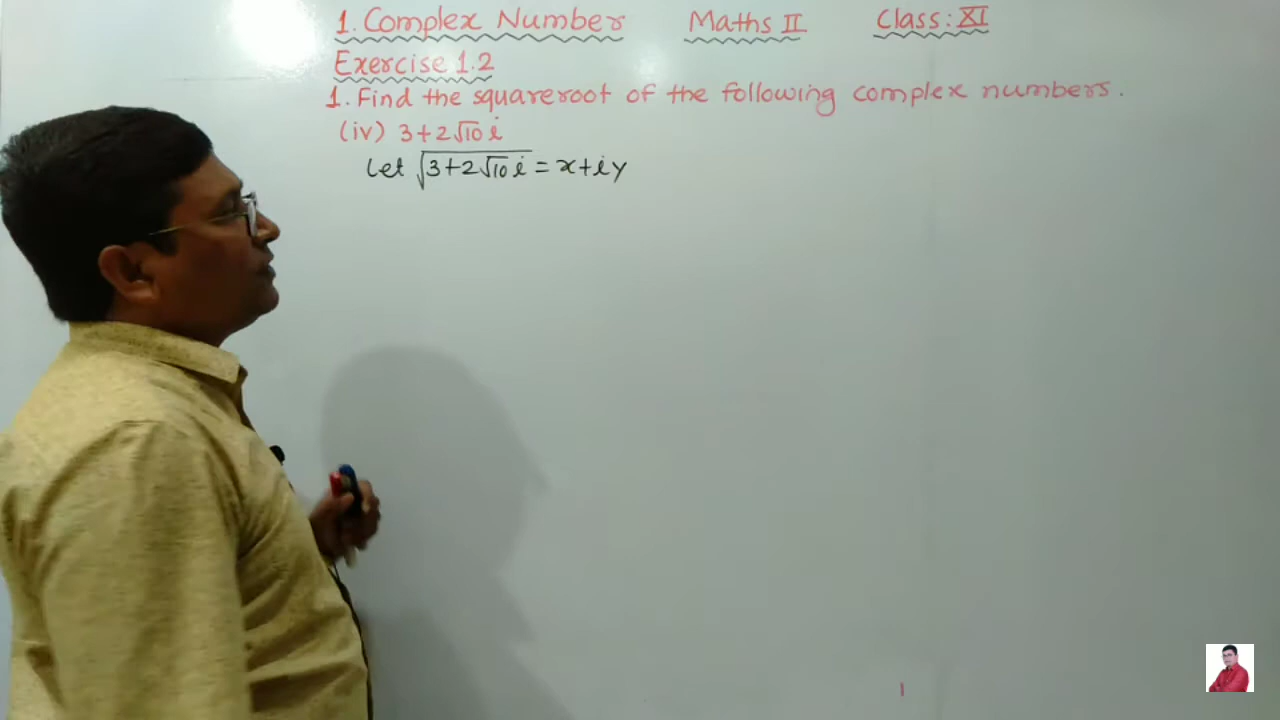 1. Complex Number Maths II Class: XI
Exercise 1.2
1. Find the squareroot of the following complex numbers.
(iv) 3+2√10 i
Let √(3+2√10 i) = x+iy